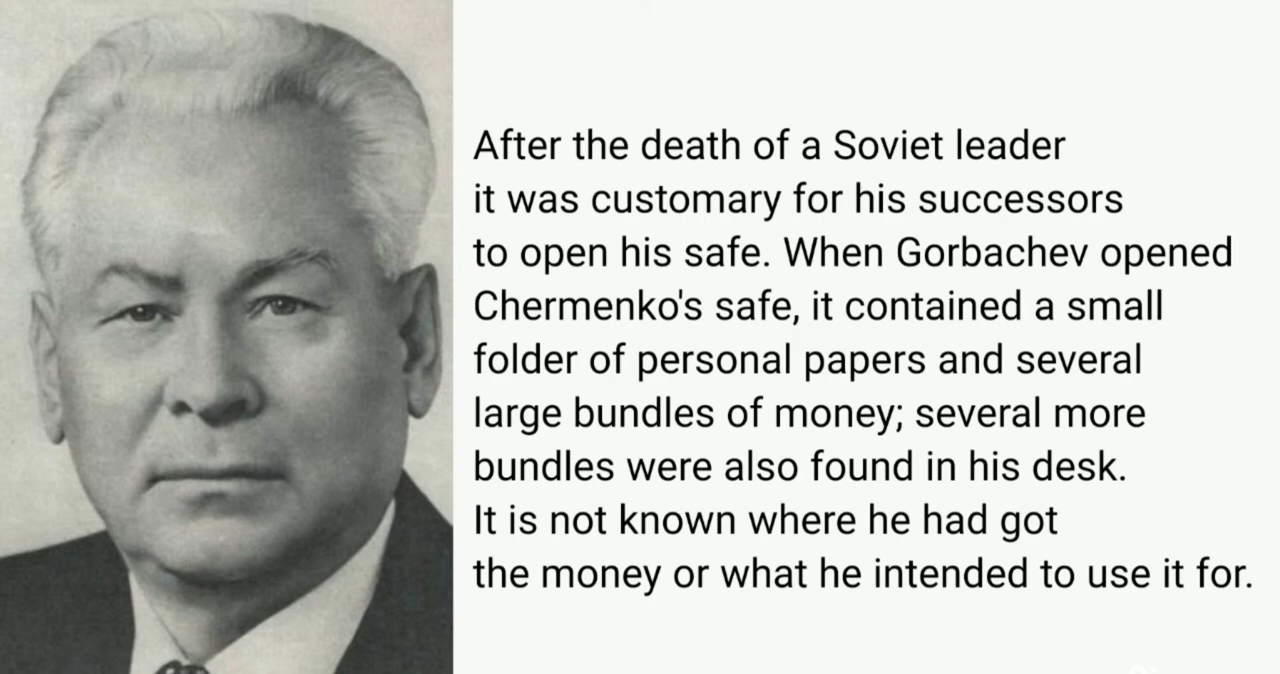 After the death of a Soviet leader
it was customary for his successors
to open his safe. When Gorbachev opened
Chermenko's safe, it contained a small
folder of personal papers and several
large bundles of money; several more
bundles were also found in his desk.
It is not known where he had got
the money or what he intended to use it for.